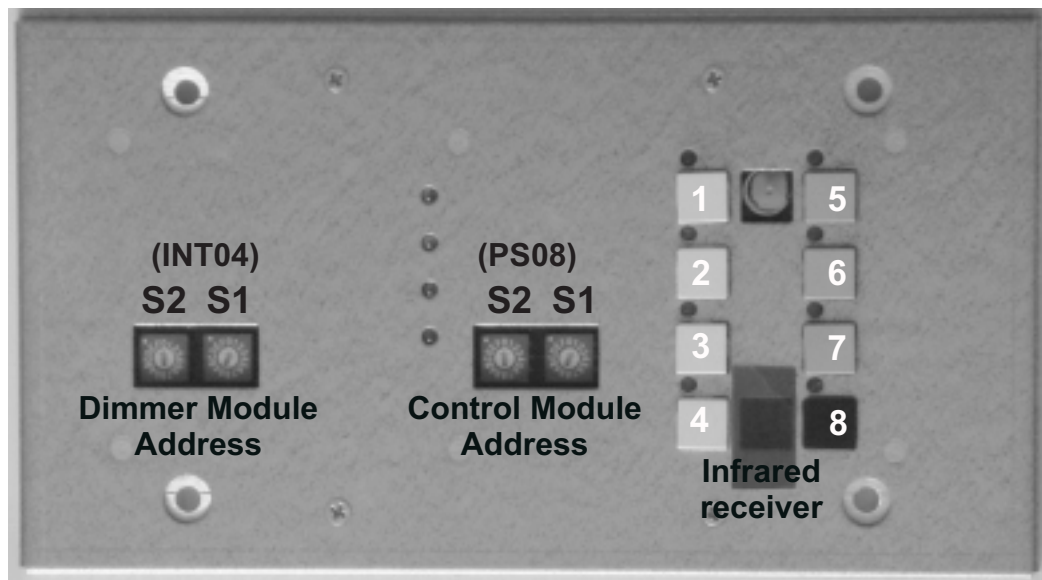 (INT04)
S2 S1
Dimmer Module
Address
(PS08)
S2 S1
Control Module
Address
1
2
3
4
5
6
7
8
Infrared
receiver